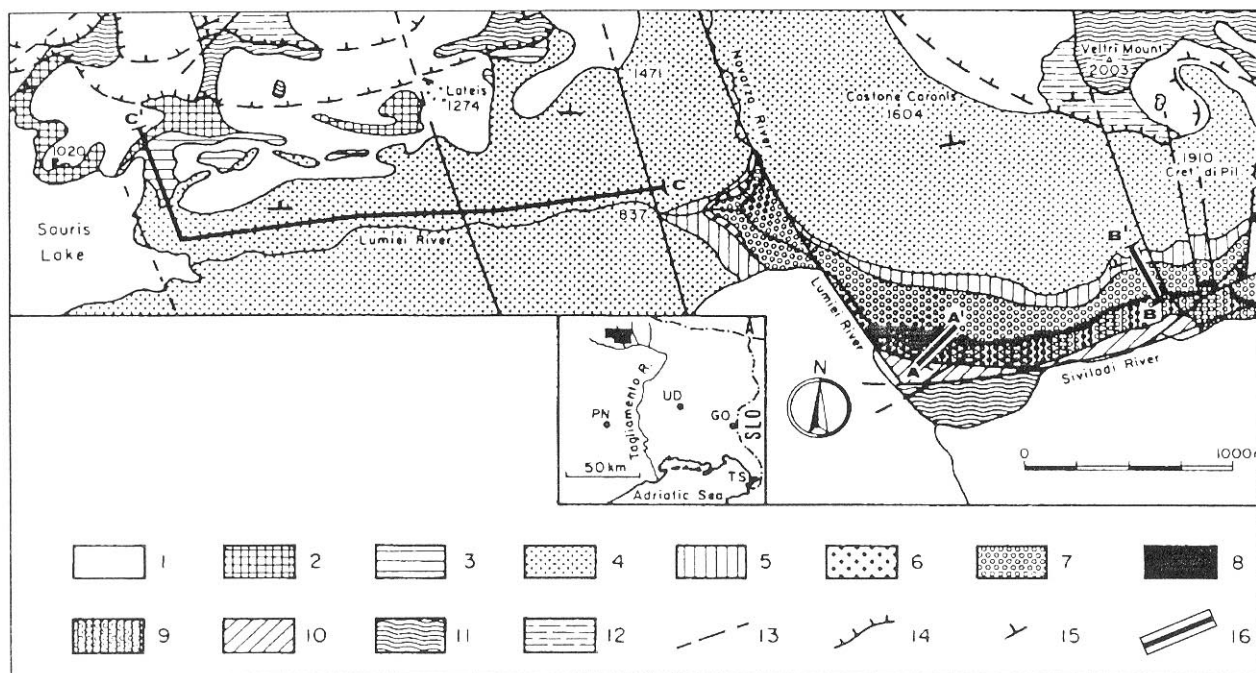 Veltri Mount
2003
Lateis
1274
1471
Novarza River
Costone Caronis
1604
C'
1020
1910
Cret di Pil
C
837
Sauris
Lake
Lumiei River
B'
B
Lumiei River
A'
A
Siviladi River
N
0
1000
A
Tagliamento R.
UD
PN
GO
SLO
50 km
TS
Adriatic Sea
1
2
3
4
5
6
7
8
9
10
11
12
13
14
15
16